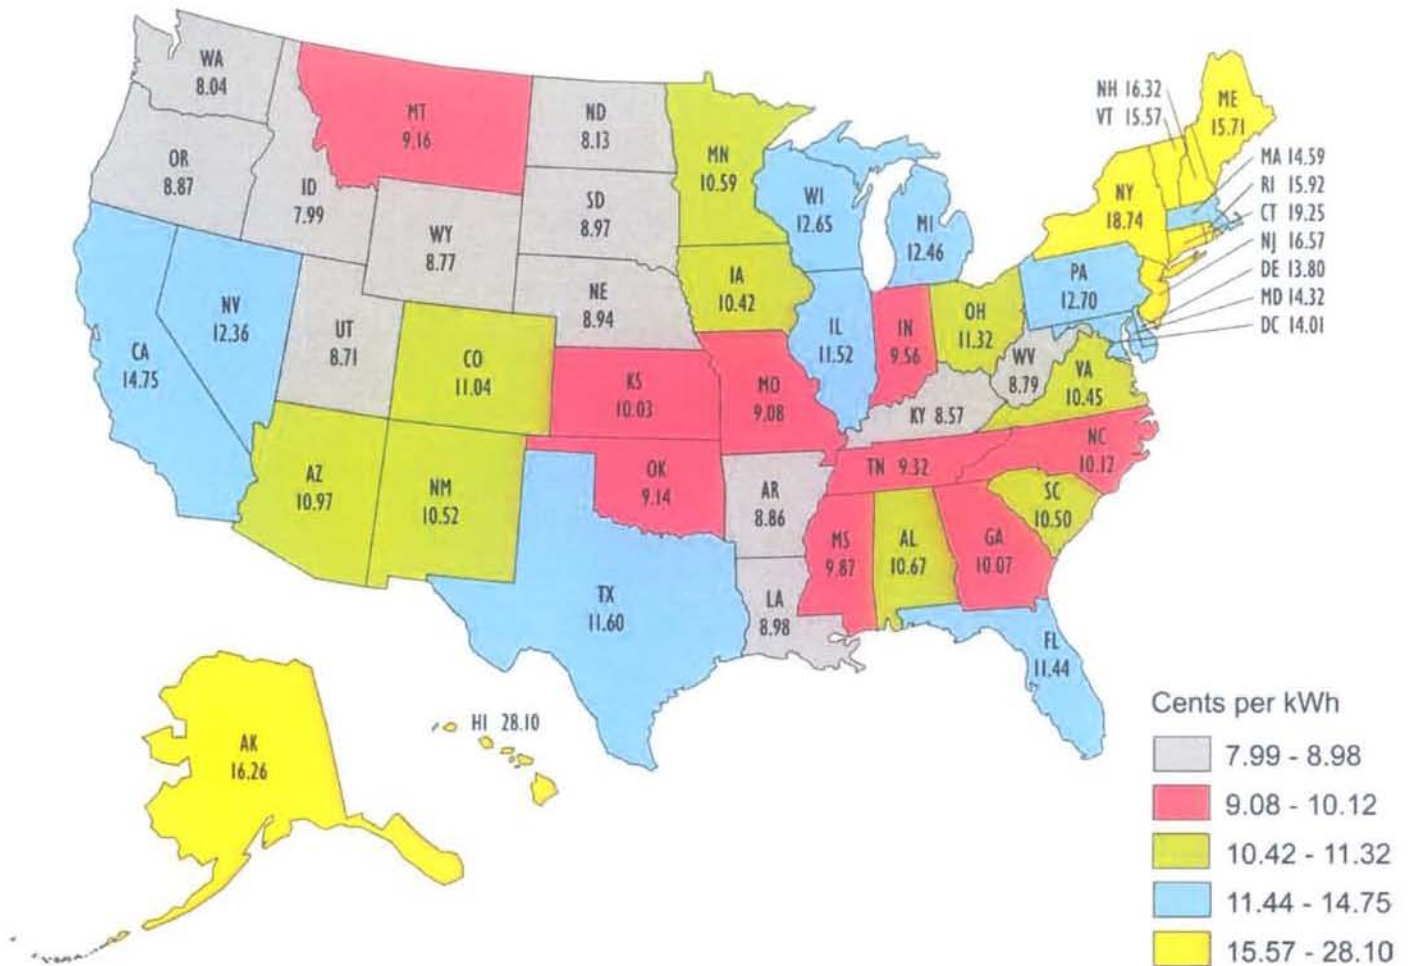 WA
8.04
MT
9.16
ND
8.13
MN
10.59
NH 16.32
VT 15.57
ME
15.71
OR
8.87
ID
7.99
SD
8.97
WI
12.65
MI
12.46
NY
18.74
MA 14.59
RI 15.92
CT 19.25
NJ 16.57
DE 13.80
MD 14.32
DC 14.01
WY
8.77
NE
8.94
IA
10.42
PA
12.70
NV
12.36
UT
8.71
CA
14.75
CO
11.04
KS
10.03
MO
9.08
IL
11.52
IN
9.56
OH
11.32
WV
8.79
VA
10.45
KY 8.57
AZ
10.97
NM
10.52
OK
9.14
AR
8.86
TN 9.32
NC
10.12
SC
10.50
MS
9.87
AL
10.67
GA
10.07
TX
11.60
LA
8.98
FL
11.44
AK
16.26
HI 28.10
Cents per kWh
7.99 - 8.98
9.08 - 10.12
10.42 - 11.32
11.44 - 14.75
15.57 - 28.10